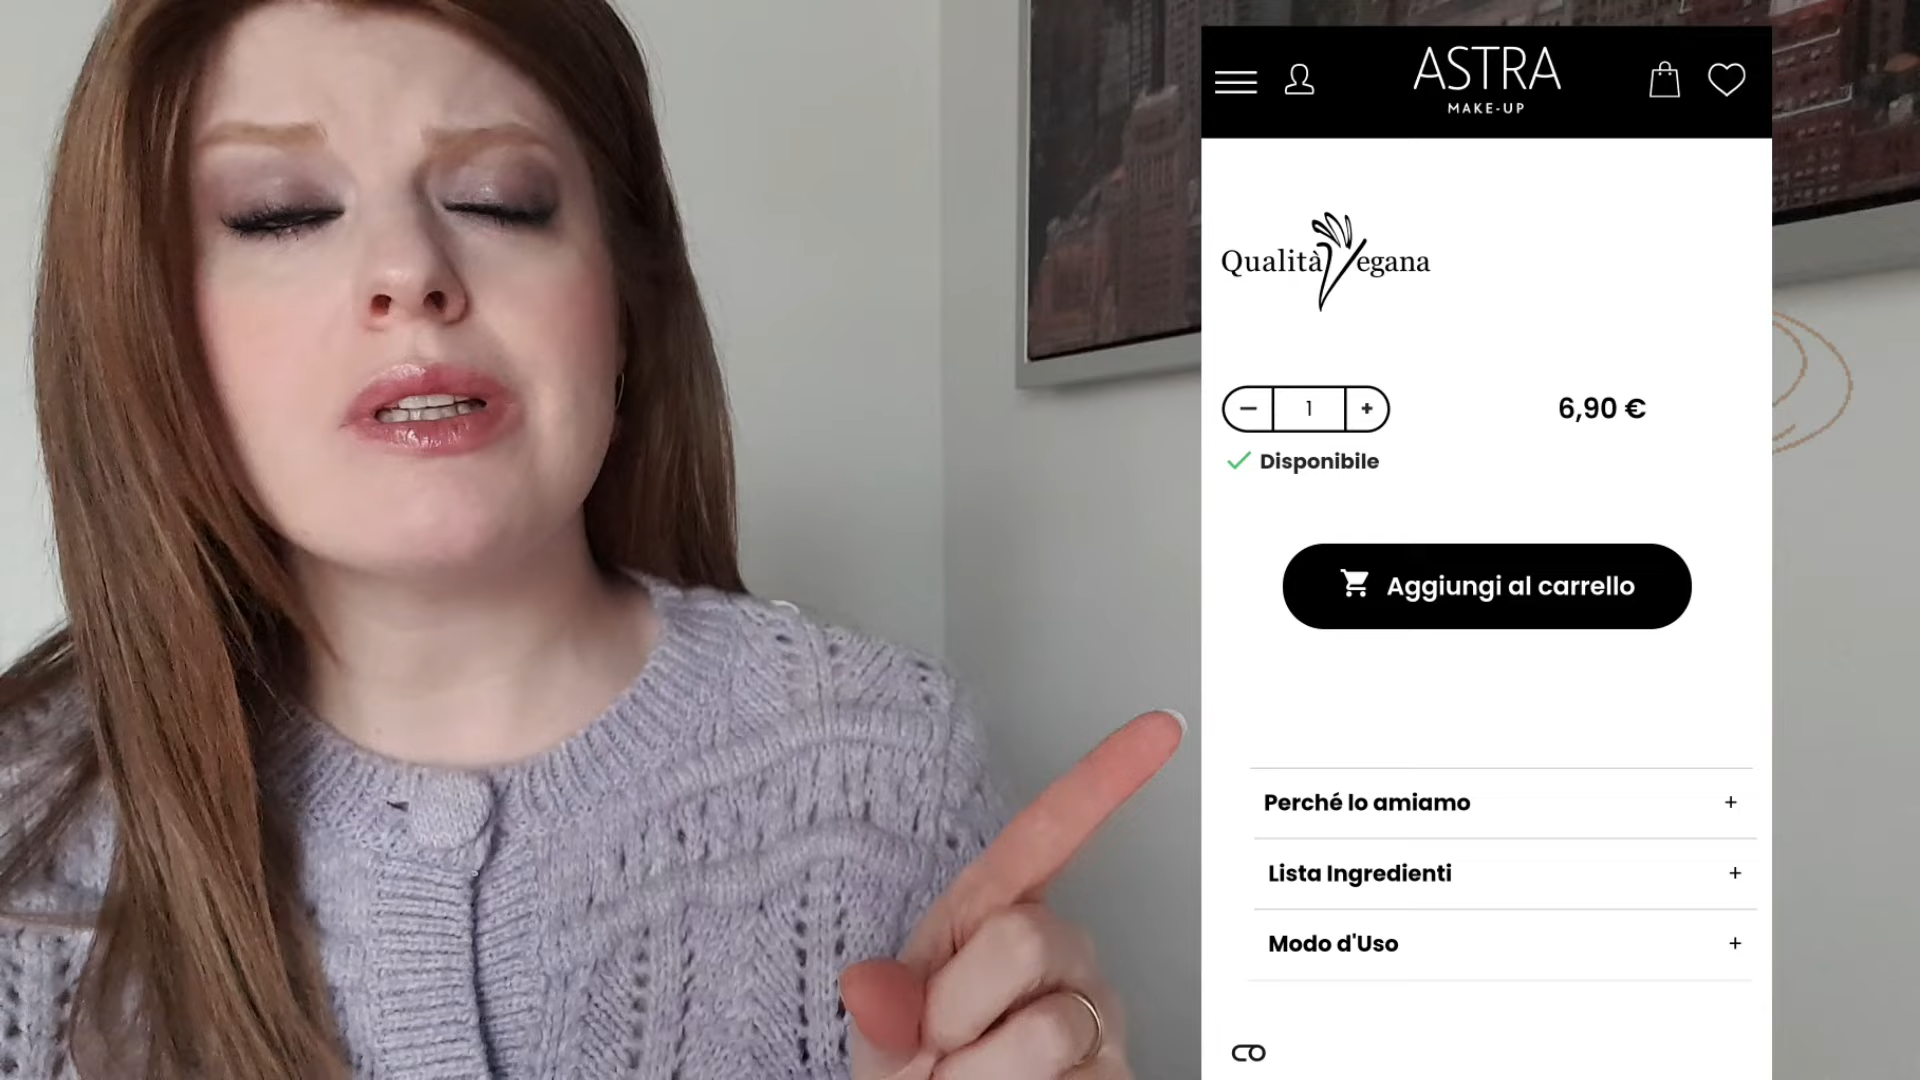 ASTRA
MAKE-UP
Qualità Vegana
1
6,90 €
Disponibile
Aggiungi al carrello
Perché lo amiamo
Lista Ingredienti
Modo d'Uso